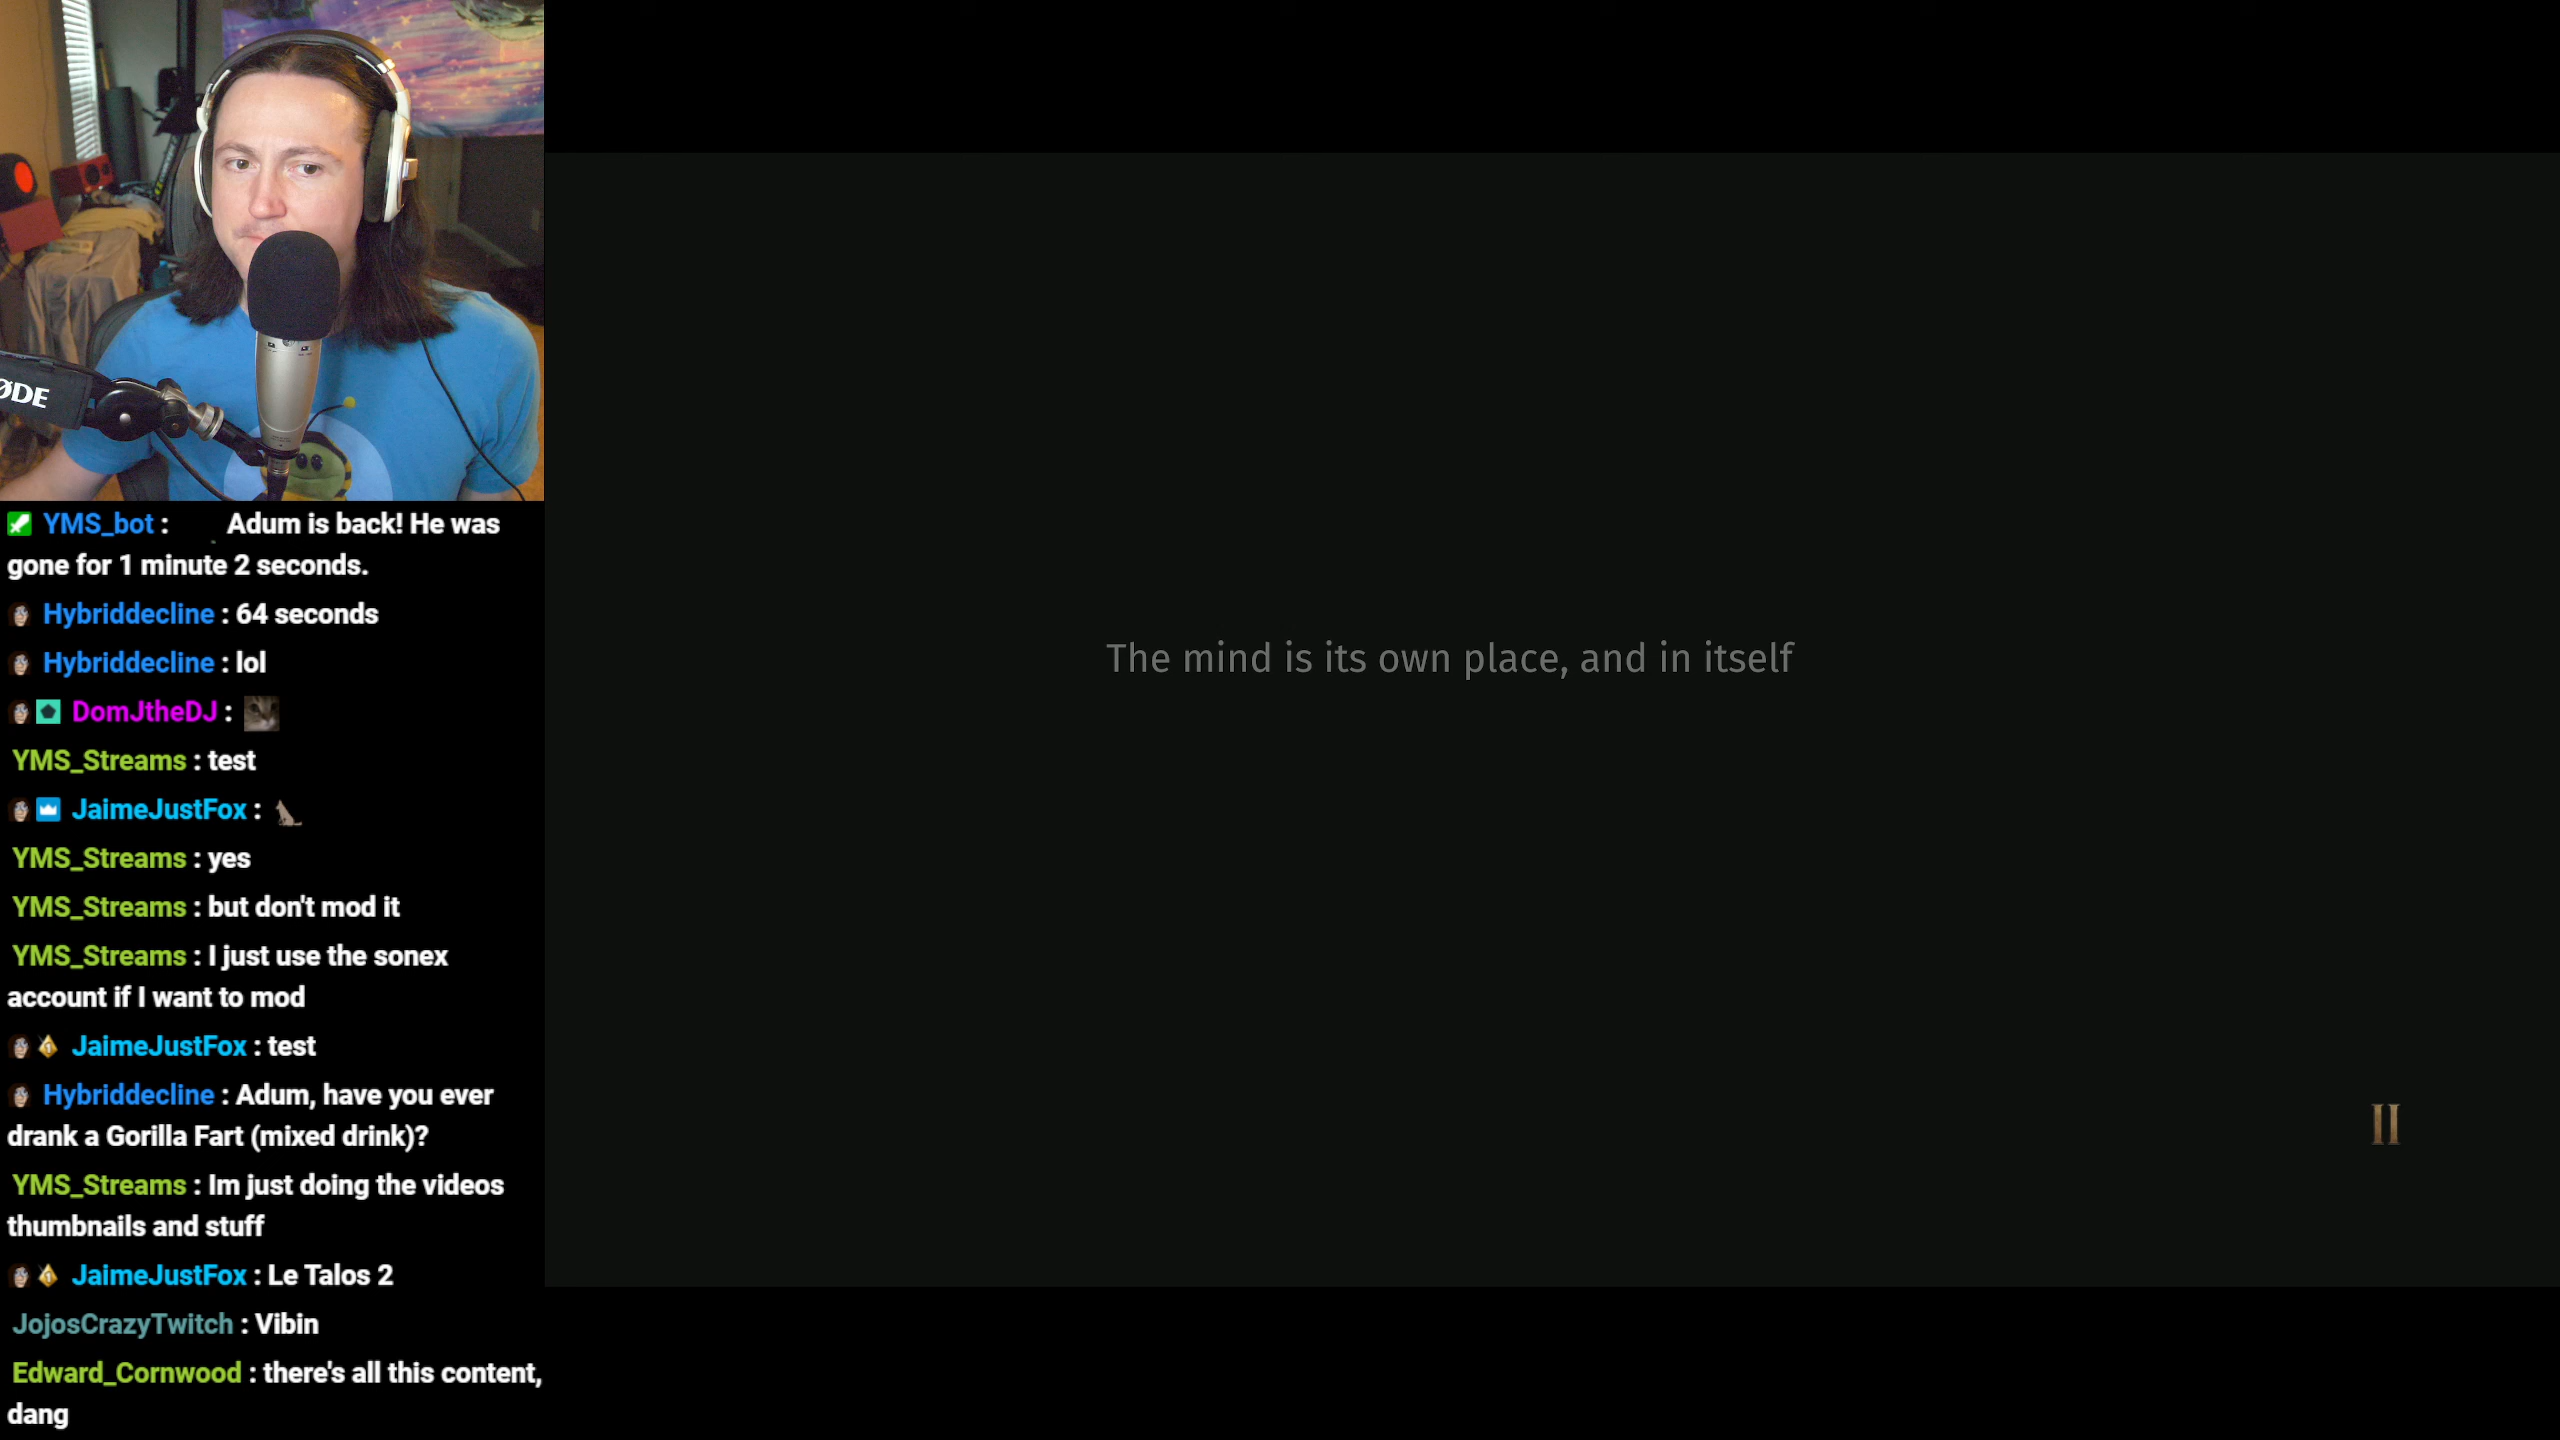 ØDE
YMS_bot : Adum is back! He was
gone for 1 minute 2 seconds.
Hybriddecline : 64 seconds
Hybriddecline : lol
DomJtheDJ :
YMS_Streams : test
JaimeJustFox :
YMS_Streams : yes
YMS_Streams : but don't mod it
YMS_Streams : I just use the sonex
account if I want to mod
JaimeJustFox : test
Hybriddecline : Adum, have you ever
drank a Gorilla Fart (mixed drink)?
YMS_Streams : Im just doing the videos
thumbnails and stuff
JaimeJustFox : Le Talos 2
JojosCrazyTwitch : Vibin
Edward_Cornwood : there's all this content,
dang
The mind is its own place, and in itself
II